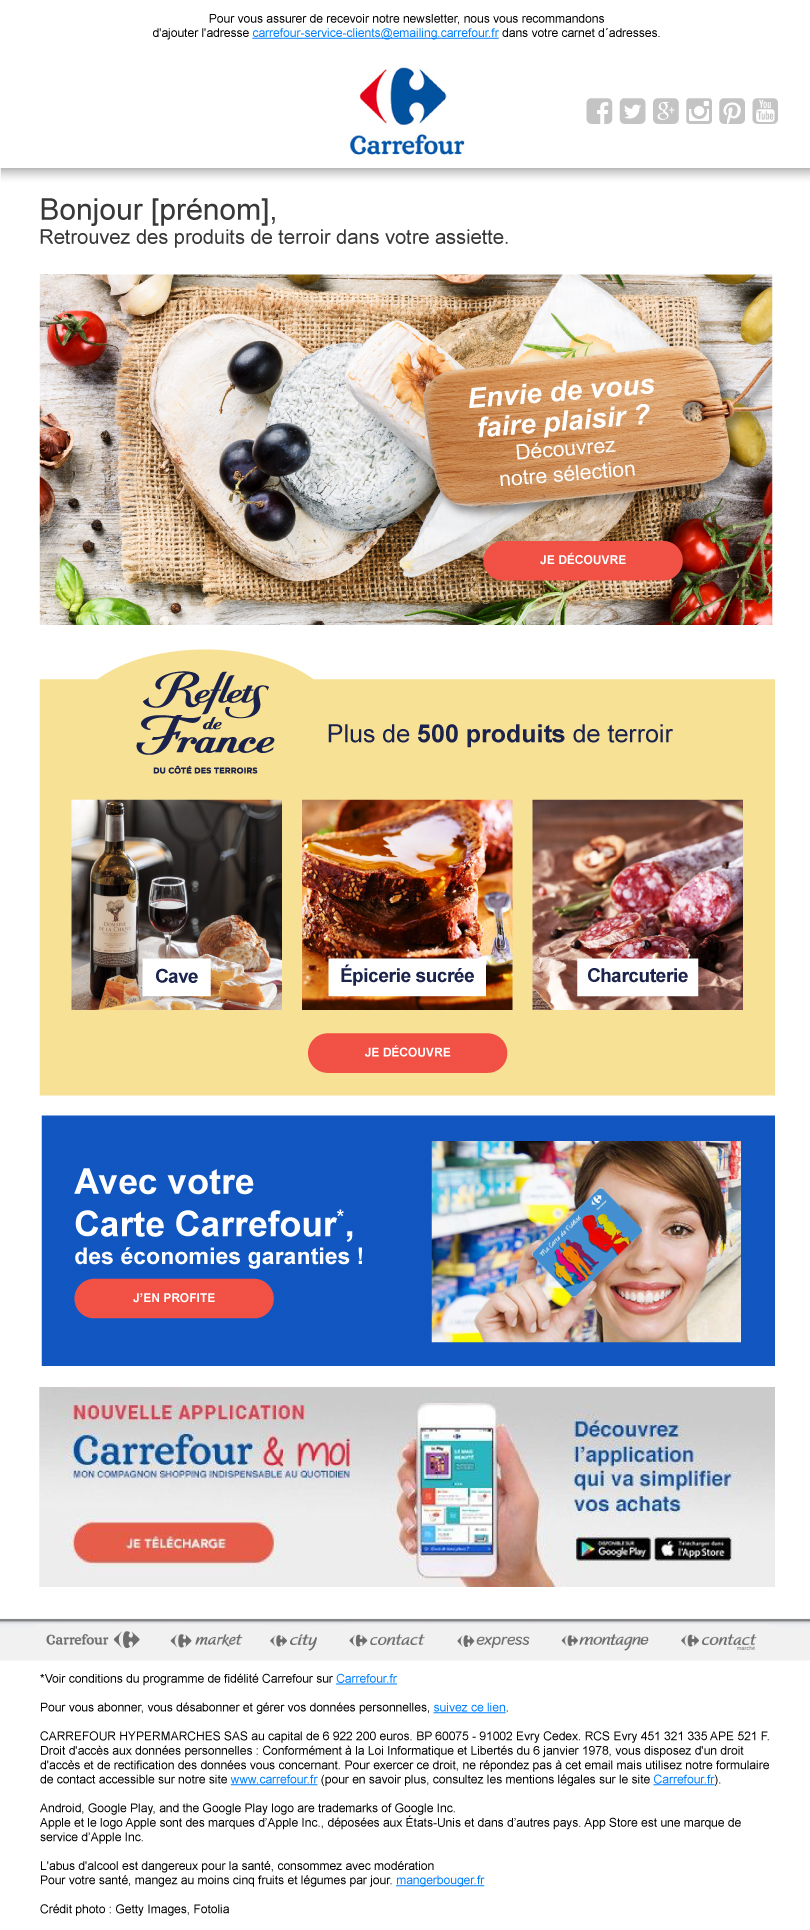 Pour vous assurer de recevoir notre newsletter, nous vous recommandons
d'ajouter l'adresse carrefour-service-clients@emailing.carrefour.fr dans votre carnet d´adresses.
Carrefour
You
Tube
Bonjour [prénom],
Retrouvez des produits de terroir dans votre assiette.
Envie de vous
faire plaisir ?
Découvrez
notre sélection
JE DÉCOUVRE
Reflets
de
France
DU CÔTÉ DES TERROIRS
Plus de 500 produits de terroir
DOMAINE
DE LA
Cave
Épicerie sucrée
Charcuterie
JE DÉCOUVRE
Avec votre
Carte Carrefour*,
des économies garanties !
J'EN PROFITE
Ma Carte de Fidélité
NOUVELLE APPLICATION
Carrefour & moi
MON COMPAGNON SHOPPING INDISPENSABLE AU QUOTIDIEN
JE TÉLÉCHARGE
Découvrez
l'application
qui va simplifier
vos achats
DISPONIBLE SUR
Google Play
Télécharger dans
l'App Store
Carrefour market city contact express montagne contact
marché
*Voir conditions du programme de fidélité Carrefour sur Carrefour.fr
Pour vous abonner, vous désabonner et gérer vos données personnelles, suivez ce lien.
CARREFOUR HYPERMARCHES SAS au capital de 6 922 200 euros. BP 60075 - 91002 Evry Cedex. RCS Evry 451 321 335 APE 521 F.
Droit d'accès aux données personnelles : Conformément à la Loi Informatique et Libertés du 6 janvier 1978, vous disposez d'un droit
d'accès et de rectification des données vous concernant. Pour exercer ce droit, ne répondez pas à cet email mais utilisez notre formulaire
de contact accessible sur notre site www.carrefour.fr (pour en savoir plus, consultez les mentions légales sur le site Carrefour.fr).
Android, Google Play, and the Google Play logo are trademarks of Google Inc.
Apple et le logo Apple sont des marques d'Apple Inc., déposées aux États-Unis et dans d'autres pays. App Store est une marque de
service d'Apple Inc.
L'abus d'alcool est dangereux pour la santé, consommez avec modération
Pour votre santé, mangez au moins cinq fruits et légumes par jour. mangerbouger.fr
Crédit photo : Getty Images, Fotolia